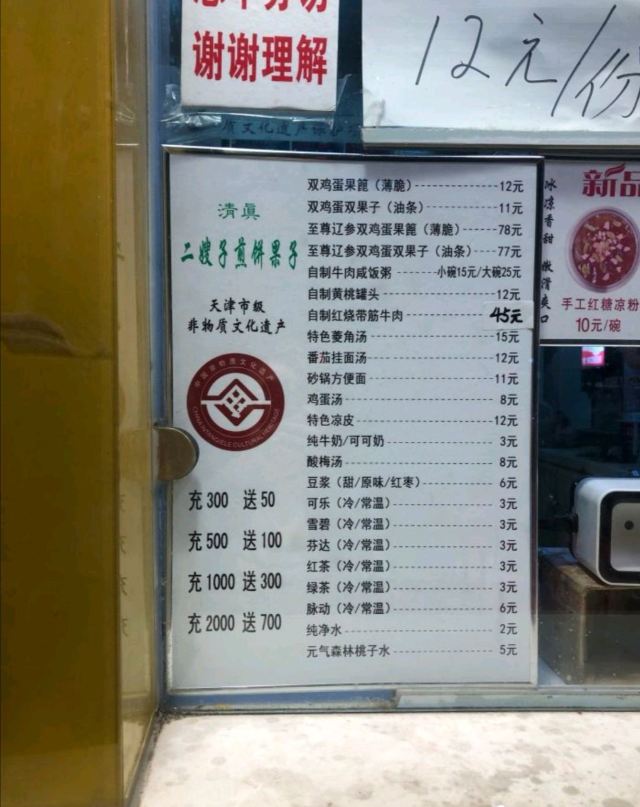 谢谢理解
12元/份
清真
二嫂子煎饼果子
天津市级
非物质文化遗产
充300 送50
充500 送100
充1000 送300
充2000 送700
双鸡蛋果篦（薄脆）--------12元
双鸡蛋双果子（油条）--------11元
至尊辽参双鸡蛋果篦（薄脆）----78元
至尊辽参双鸡蛋双果子（油条）---77元
自制牛肉咸饭粥------小碗15元/大碗25元
自制黄桃罐头--------12元
自制红烧带筋牛肉 45元
特色菱角汤--------15元
番茄挂面汤--------12元
砂锅方便面--------11元
鸡蛋汤--------8元
特色凉皮--------12元
纯牛奶/可可奶--------3元
酸梅汤--------8元
豆浆（甜/原味/红枣）--------6元
可乐（冷/常温）--------3元
雪碧（冷/常温）--------3元
芬达（冷/常温）--------3元
红茶（冷/常温）--------3元
绿茶（冷/常温）--------3元
脉动（冷/常温）--------6元
纯净水--------2元
元气森林桃子水--------5元
新品
冰凉香甜
嫩滑爽口
手工红糖凉粉
10元/碗